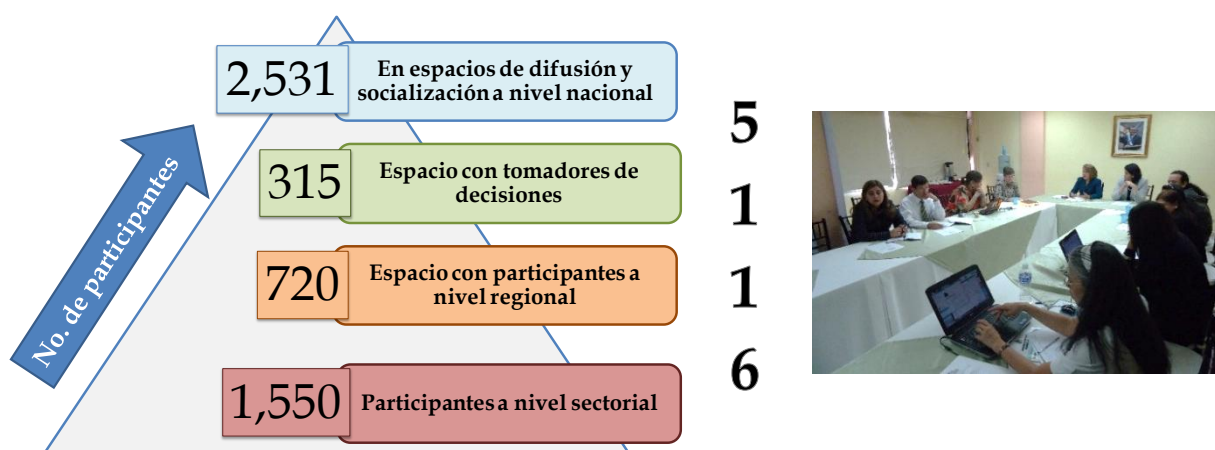 2,531
En espacios de difusión y
socialización a nivel nacional
315
Espacio con tomadores de
decisiones
720
Espacio con participantes a
nivel regional
1,550
Participantes a nivel sectorial
No. de participantes
5
1
1
6